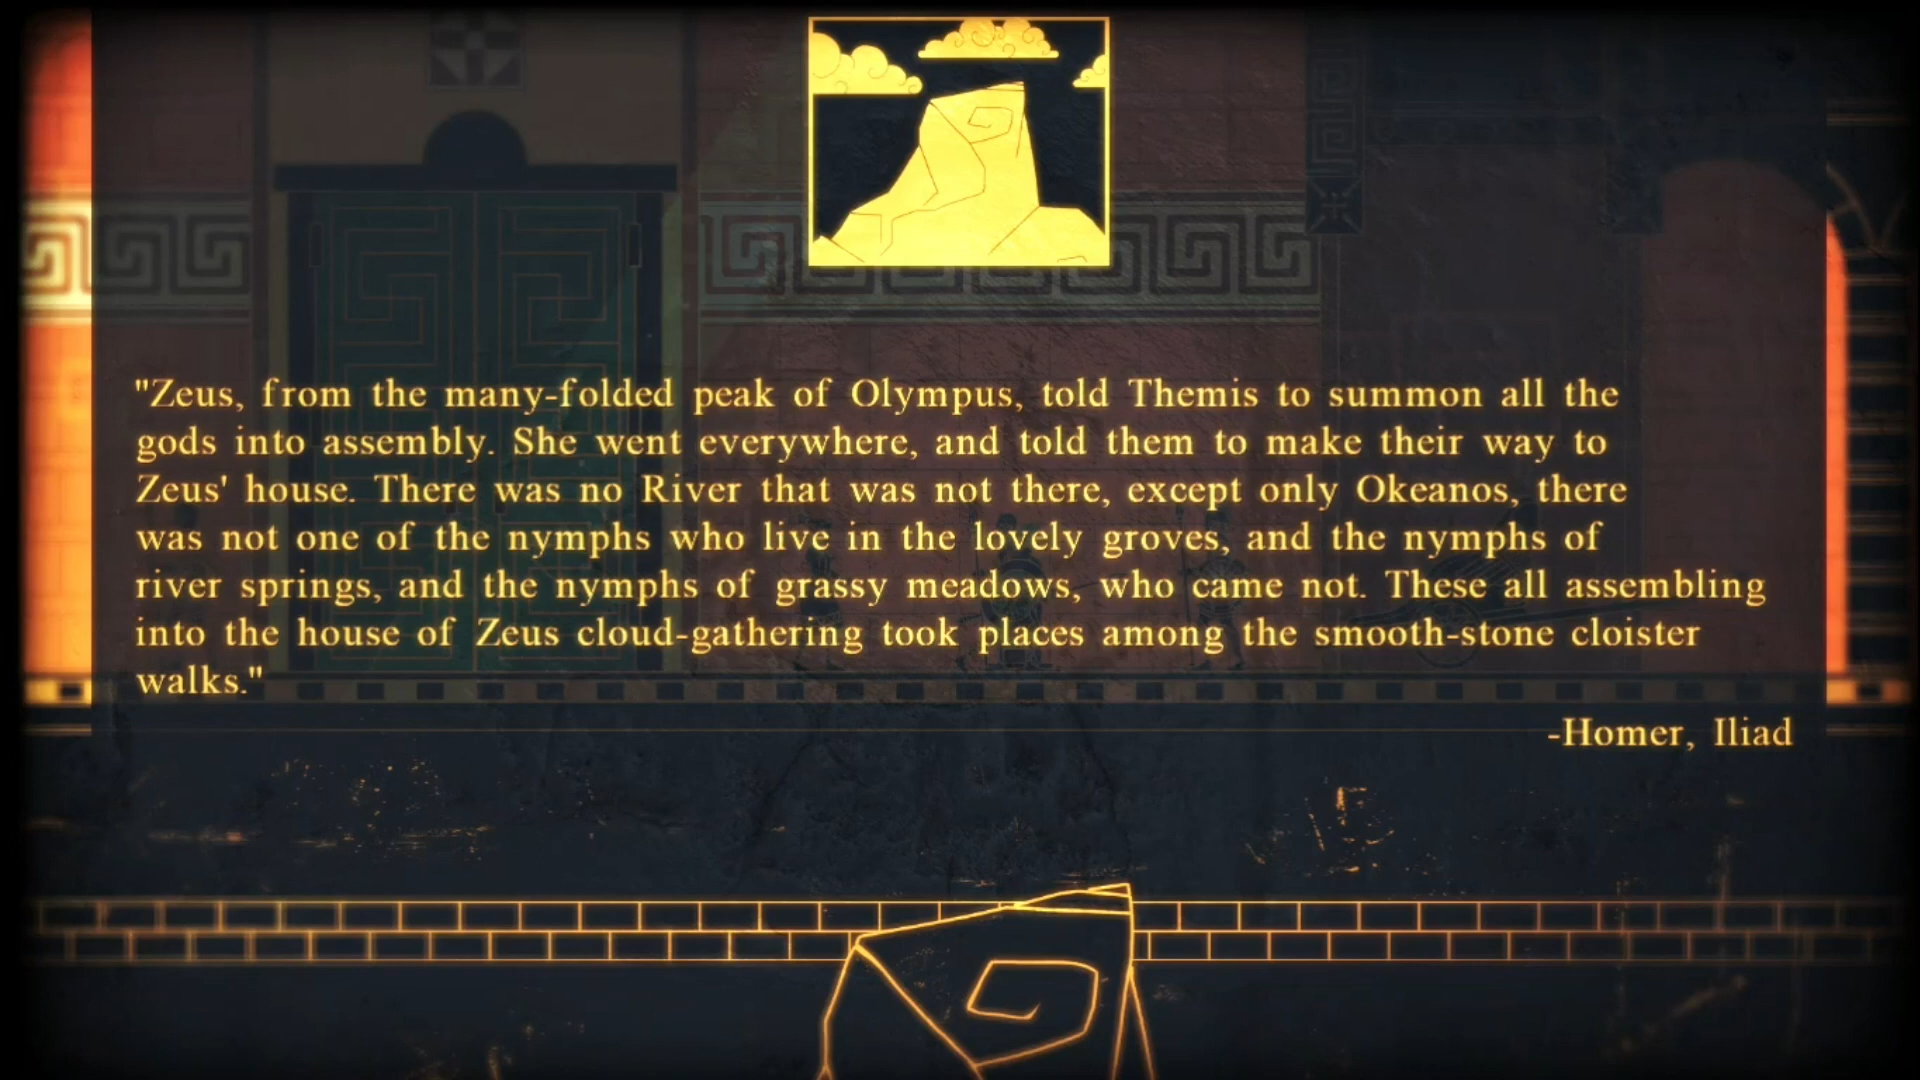 "Zeus, from the many-folded peak of Olympus, told Themis to summon all the
gods into assembly. She went everywhere, and told them to make their way to
Zeus' house. There was no River that was not there, except only Okeanos, there
was not one of the nymphs who live in the lovely groves, and the nymphs of
river springs, and the nymphs of grassy meadows, who came not. These all assembling
into the house of Zeus cloud-gathering took places among the smooth-stone cloister
walks."
-Homer, Iliad